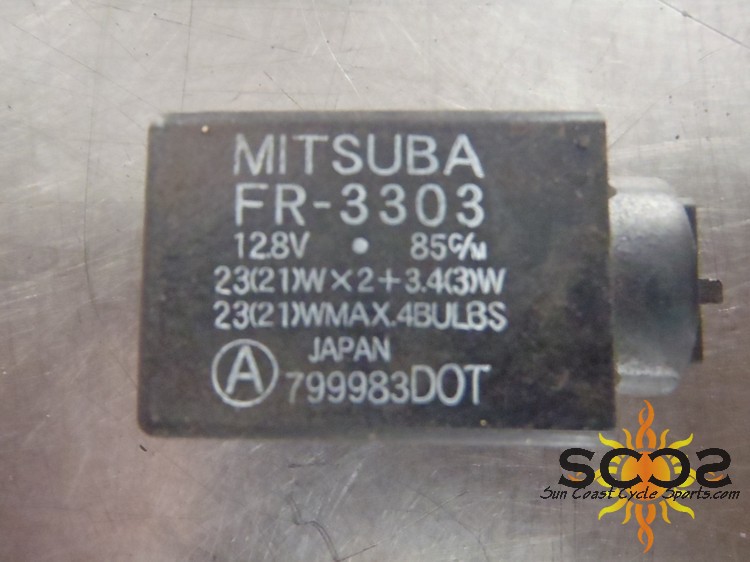 MITSUBA
FR-3303
12.8V • 85c/m
23(21)W×2+3.4(3)W
23(21)WMAX.4BULBS
JAPAN
Ⓐ 799983DOT
SCCS
Sun Coast Cycle Sports.com